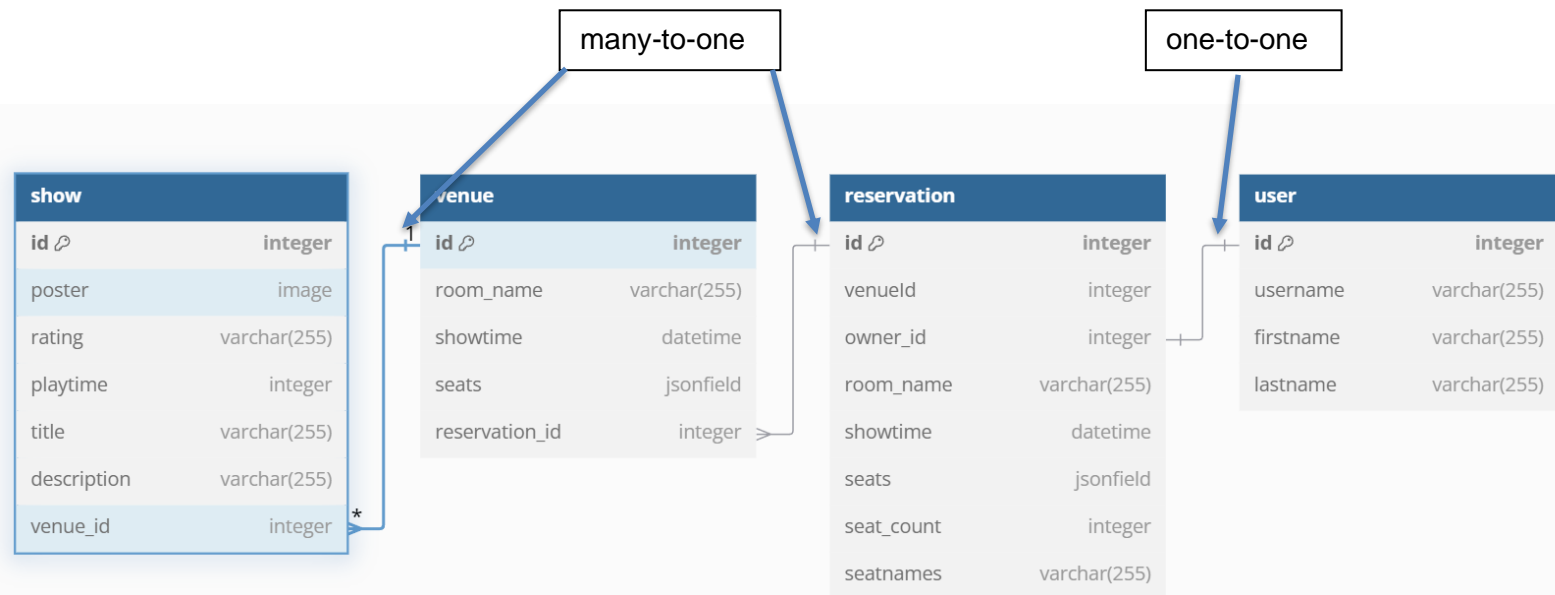 many-to-one
one-to-one
show
id integer
poster image
rating varchar(255)
playtime integer
title varchar(255)
description varchar(255)
venue_id integer
*
1
venue
id integer
room_name varchar(255)
showtime datetime
seats jsonfield
reservation_id integer
reservation
id integer
venueId integer
owner_id integer
room_name varchar(255)
showtime datetime
seats jsonfield
seat_count integer
seatnames varchar(255)
user
id integer
username varchar(255)
firstname varchar(255)
lastname varchar(255)